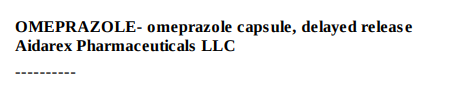 OMEPRAZOLE- omeprazole capsule, delayed release
Aidarex Pharmaceuticals LLC
----------